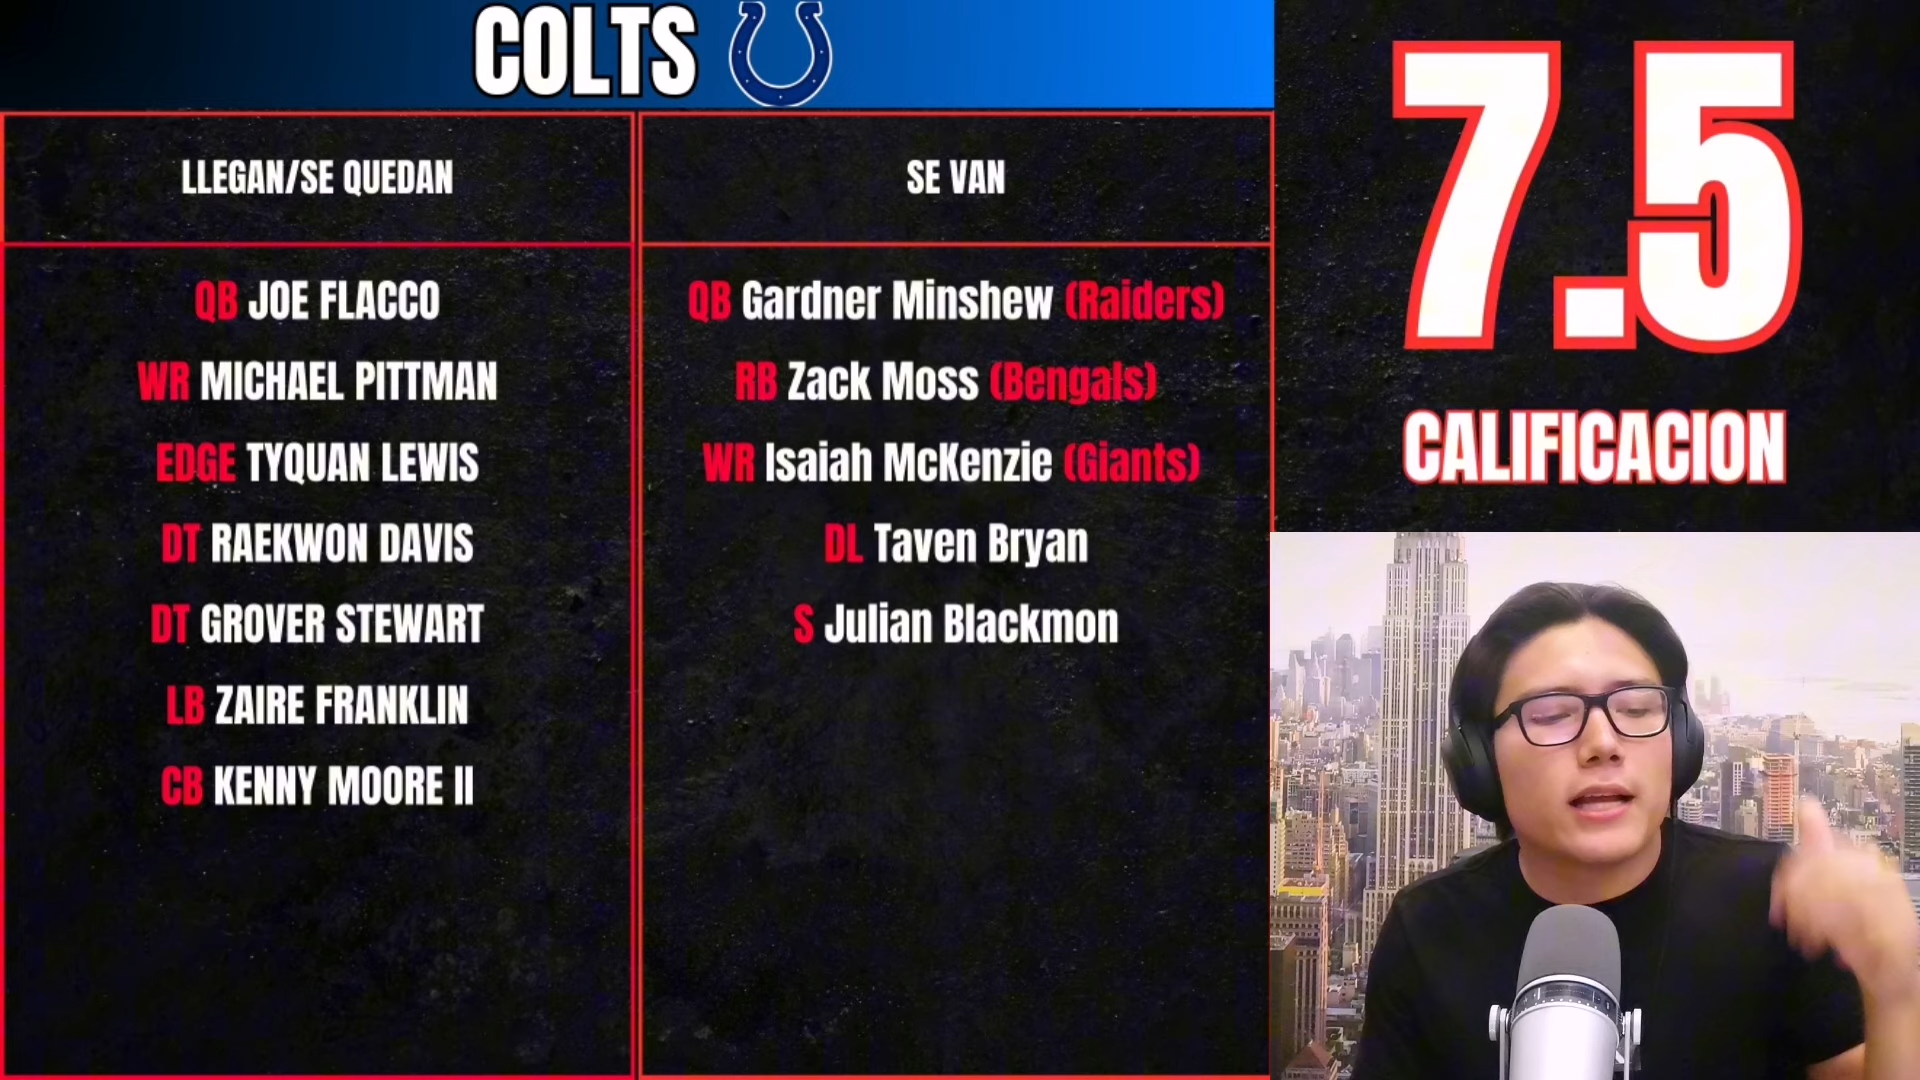 COLTS
LLEGAN/SE QUEDAN
QB JOE FLACCO
WR MICHAEL PITTMAN
EDGE TYQUAN LEWIS
DT RAEKWON DAVIS
DT GROVER STEWART
LB ZAIRE FRANKLIN
CB KENNY MOORE II
SE VAN
QB Gardner Minshew (Raiders)
RB Zack Moss (Bengals)
WR Isaiah McKenzie (Giants)
DL Taven Bryan
S Julian Blackmon
7.5
CALIFICACION